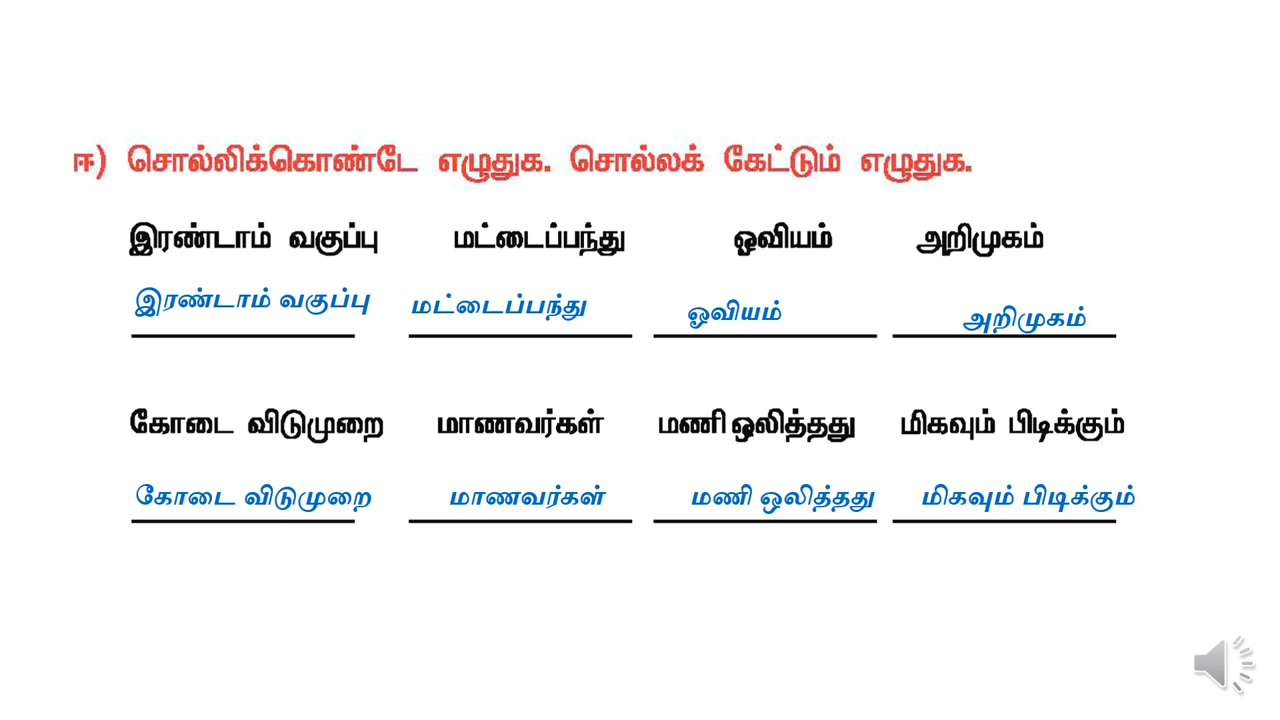 ஈ) சொல்லிக்கொண்டே எழுதுக. சொல்லக் கேட்டும் எழுதுக.
இரண்டாம் வகுப்பு மட்டைப்பந்து ஓவியம் அறிமுகம்
இரண்டாம் வகுப்பு மட்டைப்பந்து ஓவியம் அறிமுகம்
கோடை விடுமுறை மாணவர்கள் மணி ஒலித்தது மிகவும் பிடிக்கும்
கோடை விடுமுறை மாணவர்கள் மணி ஒலித்தது மிகவும் பிடிக்கும்